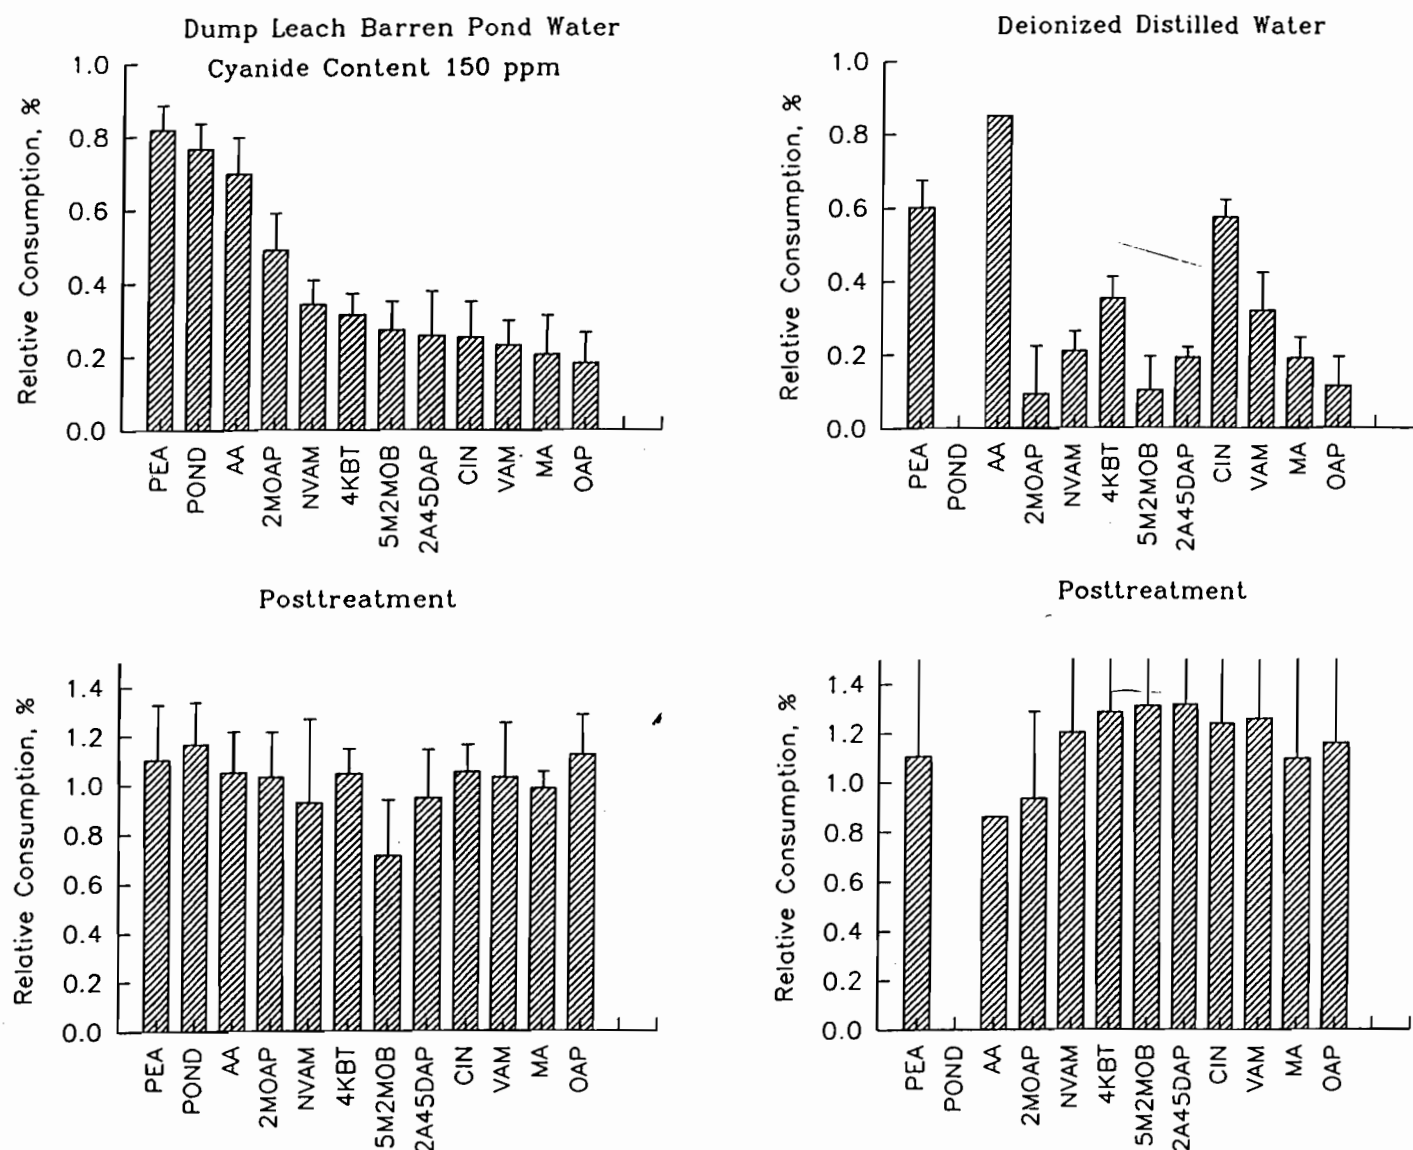 Dump Leach Barren Pond Water
Cyanide Content 150 ppm
Relative Consumption, %
1.0
0.8
0.6
0.4
0.2
0.0
PEA
POND
AA
2MOAP
NVAM
4KBT
5M2MOB
2A45DAP
CIN
VAM
MA
OAP
Deionized Distilled Water
Relative Consumption, %
1.0
0.8
0.6
0.4
0.2
0.0
PEA
POND
AA
2MOAP
NVAM
4KBT
5M2MOB
2A45DAP
CIN
VAM
MA
OAP
Posttreatment
Relative Consumption, %
1.4
1.2
1.0
0.8
0.6
0.4
0.2
0.0
PEA
POND
AA
2MOAP
NVAM
4KBT
5M2MOB
2A45DAP
CIN
VAM
MA
OAP
Posttreatment
Relative Consumption, %
1.4
1.2
1.0
0.8
0.6
0.4
0.2
0.0
PEA
POND
AA
2MOAP
NVAM
4KBT
5M2MOB
2A45DAP
CIN
VAM
MA
OAP